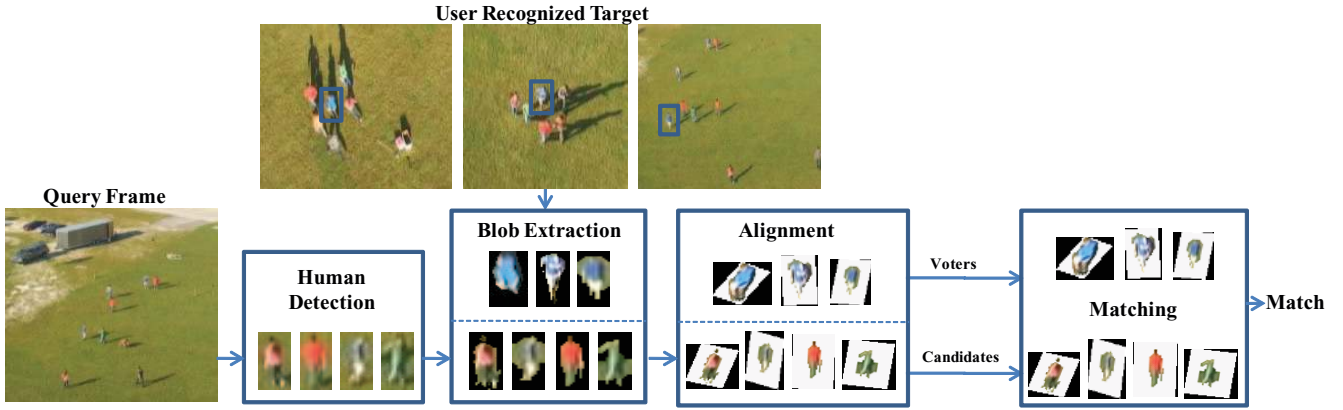 User Recognized Target
Query Frame
Human
Detection
Blob Extraction
Alignment
Voters
Candidates
Matching
Match